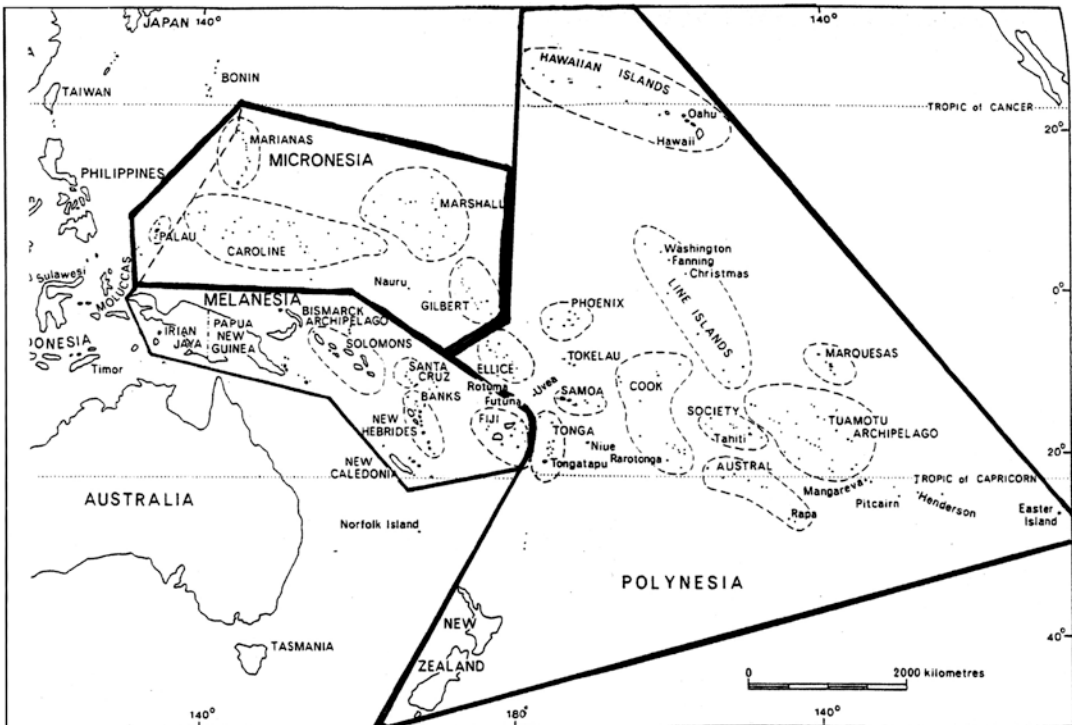 140°
140°
JAPAN
BONIN
TAIWAN
HAWAIIAN ISLANDS
TROPIC of CANCER
Oahu
Hawaii
20°
MARIANAS
MICRONESIA
PHILIPPINES
MARSHALL
PALAU
CAROLINE
Washington
Fanning
Christmas
Sulawesi
MOLUCCAS
Nauru
GILBERT
0°
MELANESIA
BISMARCK
ARCHIPELAGO
PHOENIX
LINE ISLANDS
IRIAN
JAYA
PAPUA
NEW
GUINEA
SOLOMONS
DONESIA
Timor
SANTA
CRUZ
ELLICE
TOKELAU
MARQUESAS
Rotuma
Uvea
SAMOA
COOK
BANKS
Futuna
NEW
HEBRIDES
FIJI
SOCIETY
Tahiti
TUAMOTU
ARCHIPELAGO
TONGA
Niue
Tongatapu
Rarotonga
20°
NEW
CALEDONIA
AUSTRAL
TROPIC of CAPRICORN
Mangareva
Pitcairn
Henderson
Rapa
Easter
Island
AUSTRALIA
Norfolk Island
POLYNESIA
NEW
ZEALAND
TASMANIA
40°
0 2000 kilometres
140°
180°
140°